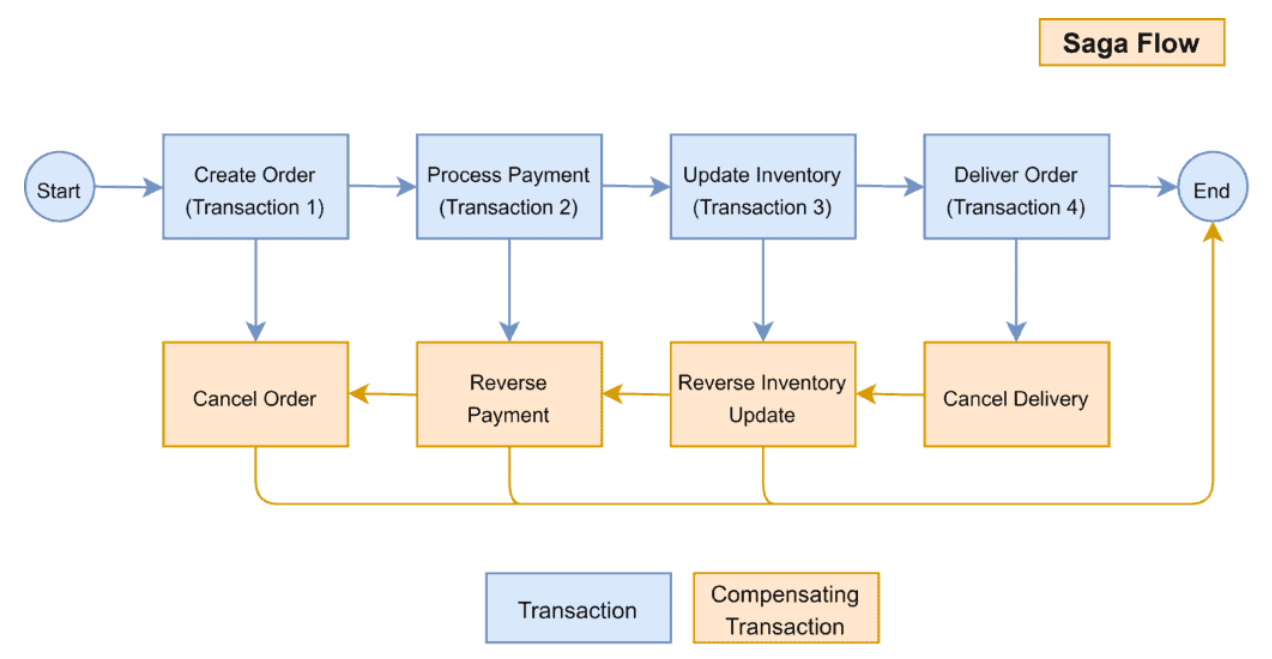 Saga Flow
Start
Create Order
(Transaction 1)
Process Payment
(Transaction 2)
Update Inventory
(Transaction 3)
Deliver Order
(Transaction 4)
End
Cancel Order
Reverse
Payment
Reverse Inventory
Update
Cancel Delivery
Transaction
Compensating
Transaction